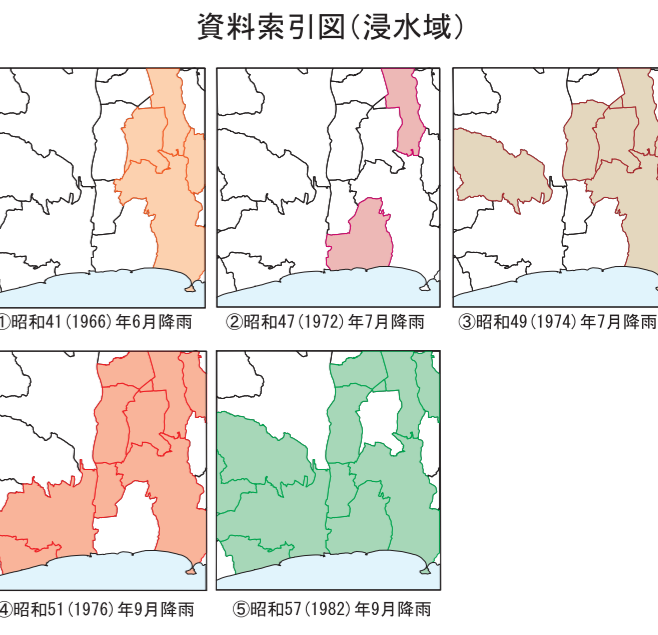 資料索引図（浸水域）
①昭和41（1966）年6月降雨
②昭和47（1972）年7月降雨
③昭和49（1974）年7月降雨
④昭和51（1976）年9月降雨
⑤昭和57（1982）年9月降雨